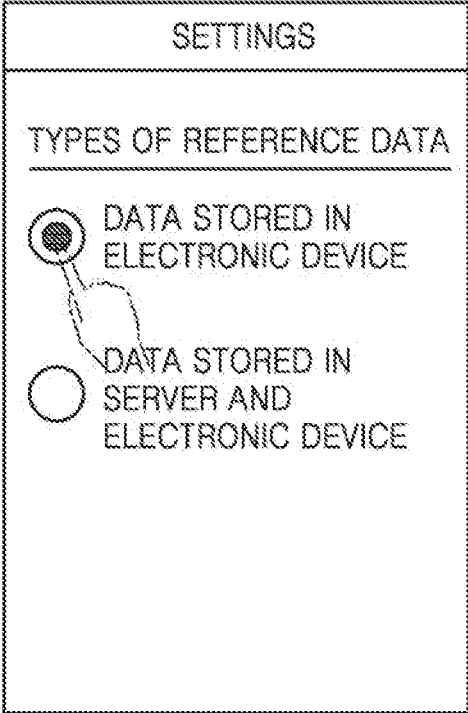 SETTINGS
TYPES OF REFERENCE DATA
DATA STORED IN
ELECTRONIC DEVICE
DATA STORED IN
SERVER AND
ELECTRONIC DEVICE